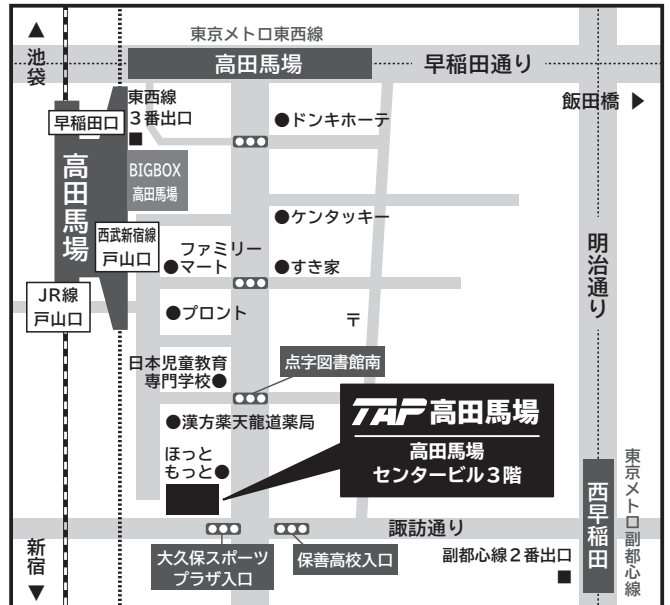 ▲
池袋
東京メトロ東西線
高田馬場
早稲田通り
飯田橋 ▶
東西線
3番出口
■
早稲田口
●ドンキホーテ
高田馬場
BIGBOX
高田馬場
●ケンタッキー
西武新宿線
戸山口
ファミリー
●マート
●すき家
明治通り
JR線
戸山口
●プロント
〒
日本児童教育
専門学校●
点字図書館南
●漢方薬天龍道薬局
TAP高田馬場
高田馬場
センタービル3階
ほっと
もっと●
東京メトロ副都心線
西早稲田
諏訪通り
新宿
▼
大久保スポーツ
プラザ入口
保善高校入口
副都心線2番出口
■